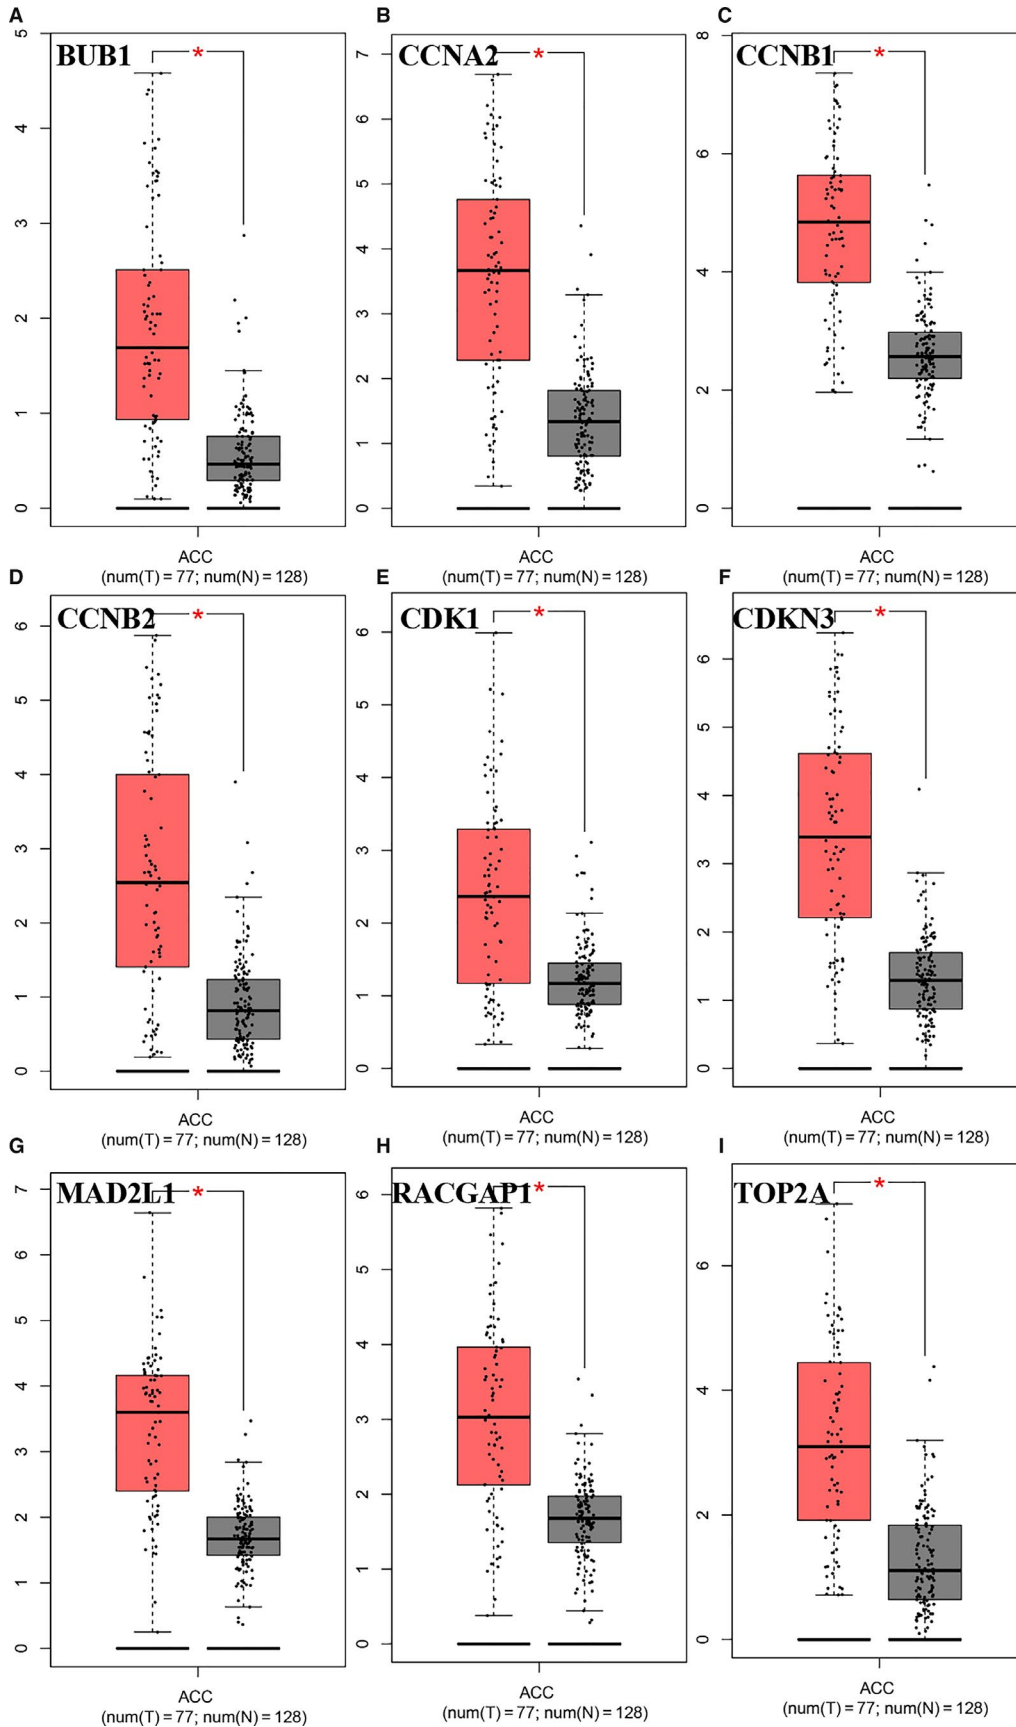 A
BUB1
*
5
4
3
2
1
0
ACC
(num(T) = 77; num(N) = 128)
B
CCNA2
*
7
6
5
4
3
2
1
0
ACC
(num(T) = 77; num(N) = 128)
C
CCNB1
*
8
6
4
2
0
ACC
(num(T) = 77; num(N) = 128)
D
CCNB2
*
6
5
4
3
2
1
0
ACC
(num(T) = 77; num(N) = 128)
E
CDK1
*
6
5
4
3
2
1
0
ACC
(num(T) = 77; num(N) = 128)
F
CDKN3
*
6
5
4
3
2
1
0
ACC
(num(T) = 77; num(N) = 128)
G
MAD2L1
*
7
6
5
4
3
2
1
0
ACC
(num(T) = 77; num(N) = 128)
H
RACGAP1
*
6
5
4
3
2
1
0
ACC
(num(T) = 77; num(N) = 128)
I
TOP2A
*
6
4
2
0
ACC
(num(T) = 77; num(N) = 128)